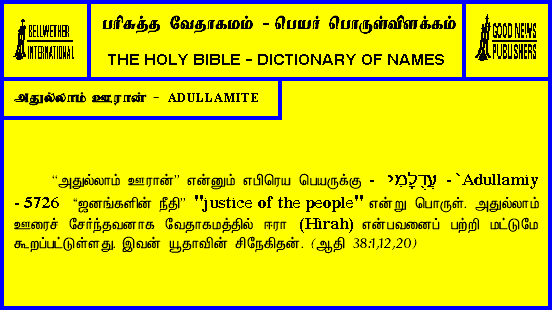 BELLWETHER
INTERNATIONAL
பரிசுத்த வேதாகமம் - பெயர் பொருள்விளக்கம்
THE HOLY BIBLE - DICTIONARY OF NAMES
GOOD NEWS
PUBLISHERS
அதுல்லாம் ஊரான் - ADULLAMITE
“அதுல்லாம் ஊரான்” என்னும் எபிரெய பெயருக்கு - עֲדֻלָּמִי - `Adullamiy
- 5726 “ஜனங்களின் நீதி” "justice of the people" என்று பொருள். அதுல்லாம்
ஊரைச் சேர்ந்தவனாக வேதாகமத்தில் ஈரா (Hirah) என்பவனைப் பற்றி மட்டுமே
கூறப்பட்டுள்ளது. இவன் யூதாவின் சிநேகிதன். (ஆதி 38:1,12,20)